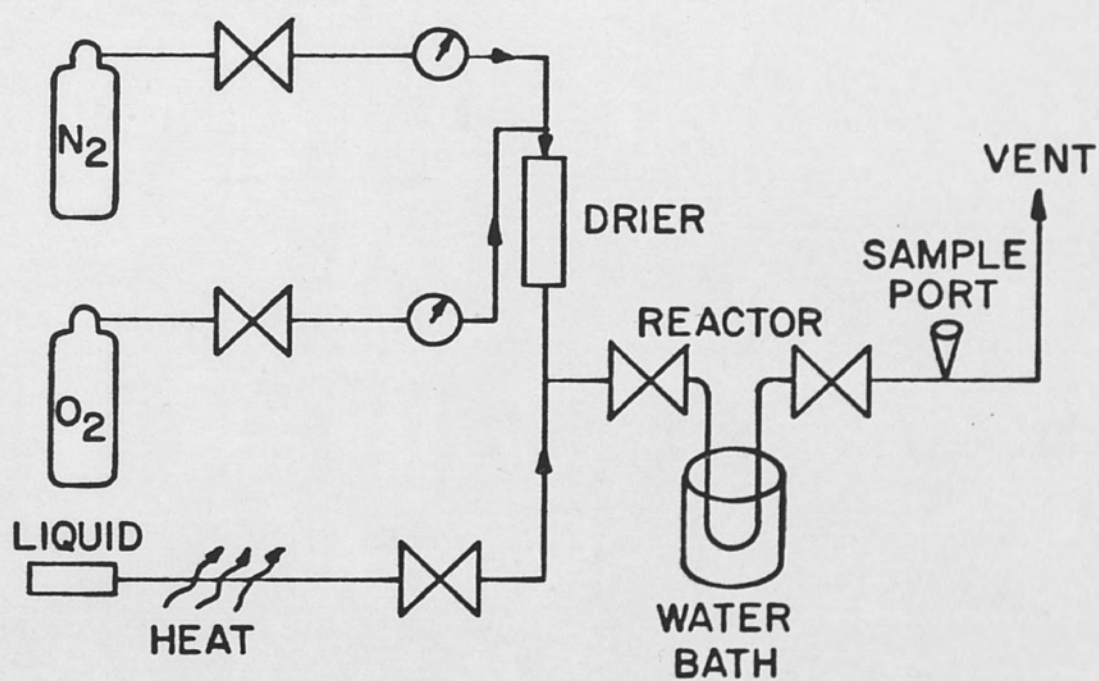 N2
DRIER
VENT
SAMPLE
PORT
REACTOR
O2
LIQUID
HEAT
WATER
BATH